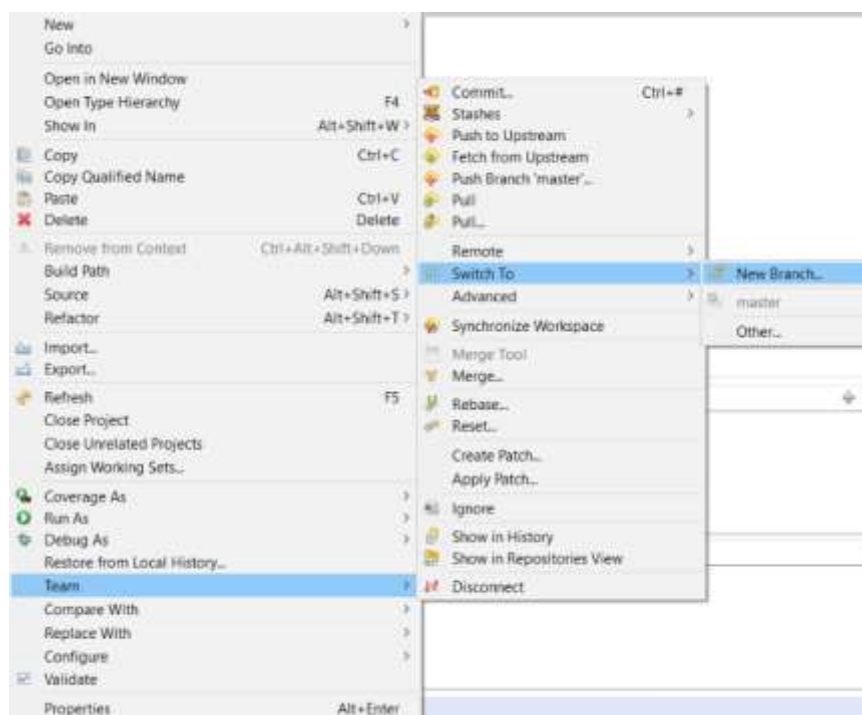 New
Go Into
Open in New Window
Open Type Hierarchy F4
Show In Alt+Shift+W
Copy Ctrl+C
Copy Qualified Name
Paste Ctrl+V
Delete Delete
Remove from Context Ctrl+Alt+Shift+Down
Build Path
Source Alt+Shift+S
Refactor Alt+Shift+T
Import...
Export...
Refresh F5
Close Project
Close Unrelated Projects
Assign Working Sets...
Coverage As
Run As
Debug As
Restore from Local History...
Team
Compare With
Replace With
Configure
Validate
Properties Alt+Enter
Commit... Ctrl+#
Stashes
Push to Upstream
Fetch from Upstream
Push Branch 'master'...
Pull
Pull...
Remote
Switch To
Advanced
Synchronize Workspace
Merge Tool
Merge...
Rebase...
Reset...
Create Patch...
Apply Patch...
Ignore
Show in History
Show in Repositories View
Disconnect
New Branch...
master
Other...